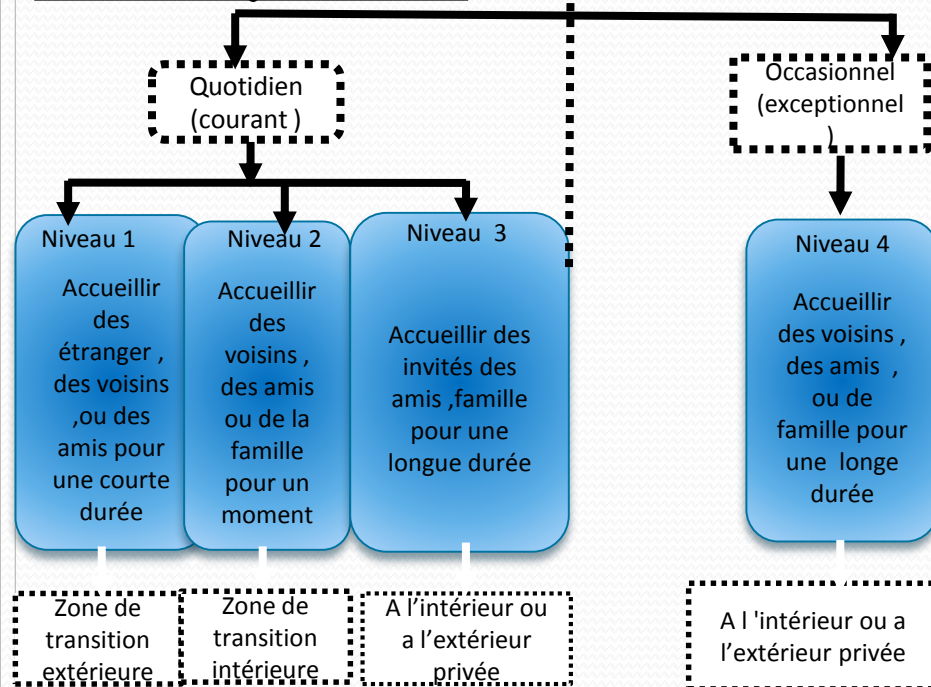 Quotidien
(courant )
Occasionnel
(exceptionnel
)
Niveau 1
Accueillir
des
étranger ,
des voisins
,ou des
amis pour
une courte
durée
Niveau 2
Accueillir
des
voisins ,
des amis
ou de la
famille
pour un
moment
Niveau 3
Accueillir des
invités des
amis ,famille
pour une
longue durée
Niveau 4
Accueillir
des voisins ,
des amis ,
ou de
famille pour
une longe
durée
Zone de
transition
extérieure
Zone de
transition
intérieure
A l’intérieur ou
a l’extérieur
privée
A l 'intérieur ou a
l’extérieur privée